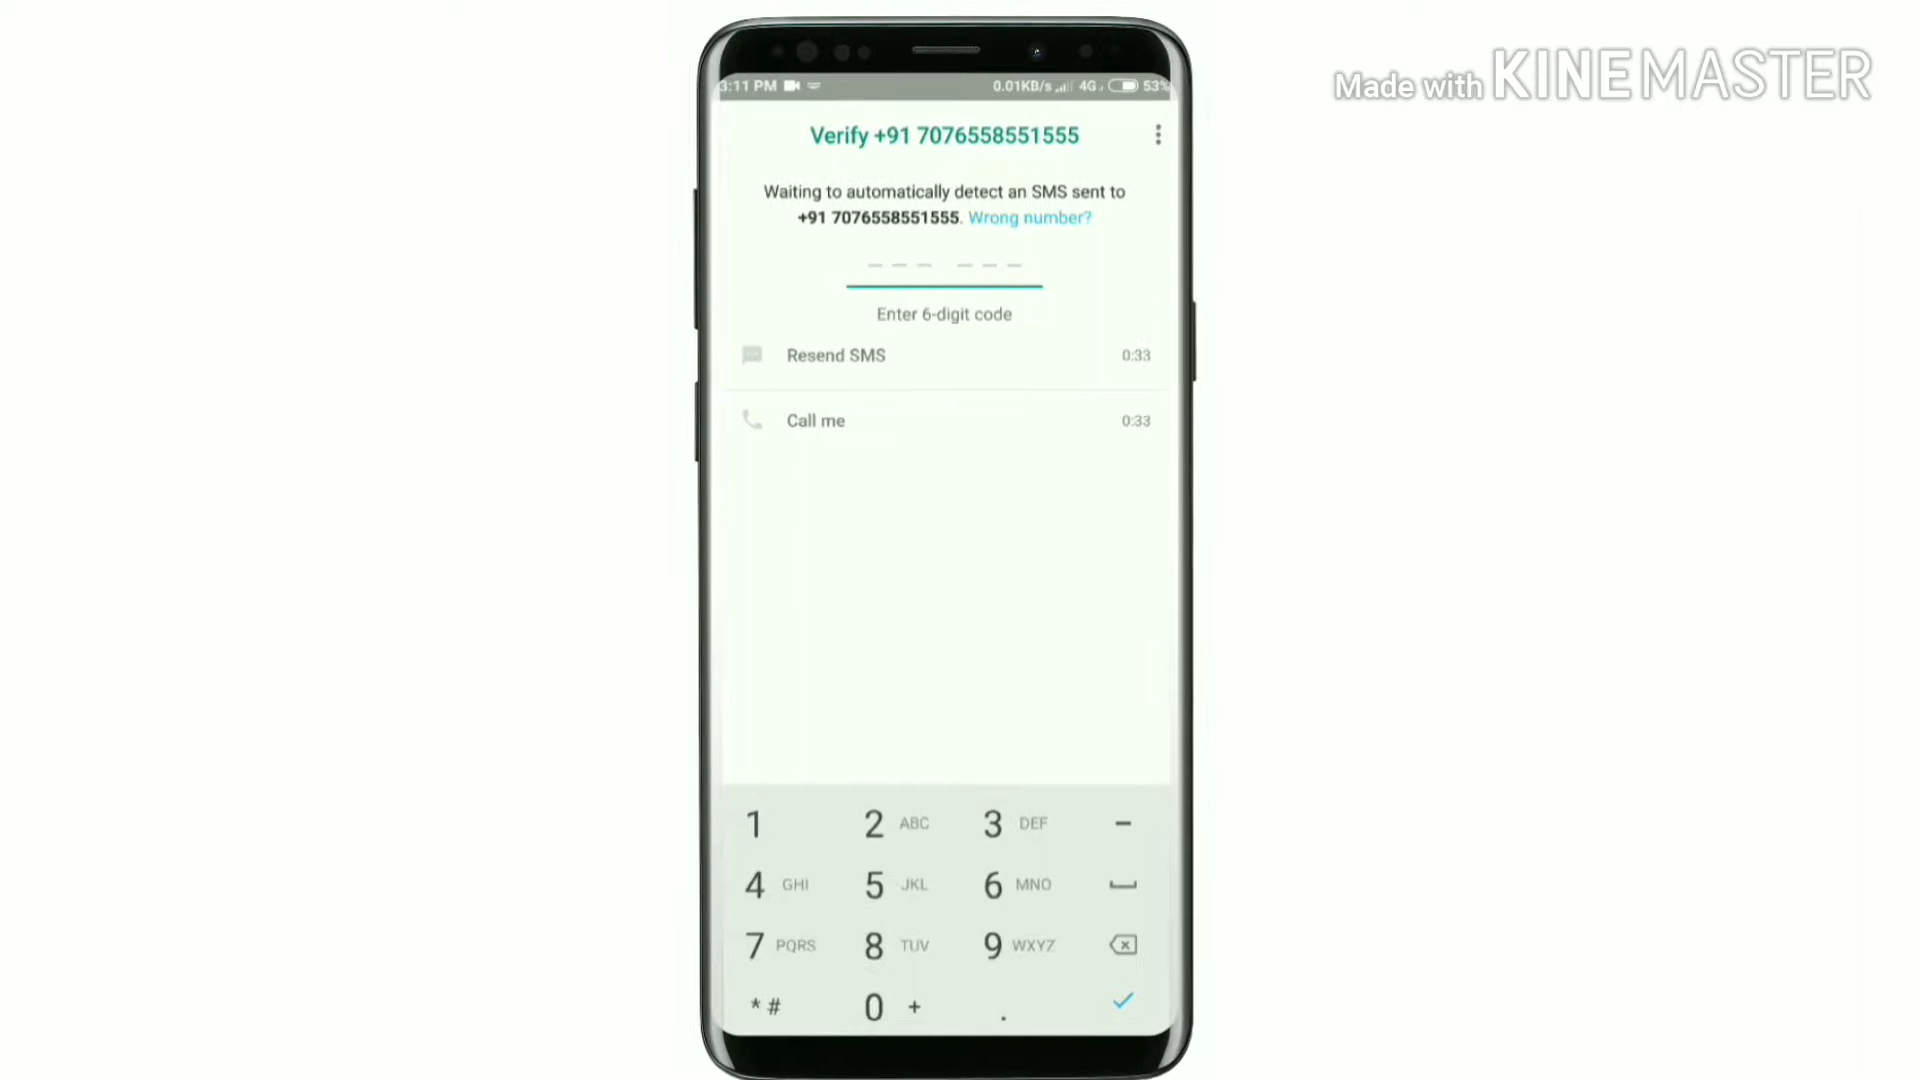 Made with KINEMASTER
3:11 PM 0.01KB/s 4G 53%
Verify +91 7076558551555
Waiting to automatically detect an SMS sent to
+91 7076558551555. Wrong number?
Enter 6-digit code
Resend SMS 0:33
Call me 0:33
1 2 ABC 3 DEF –
4 GHI 5 JKL 6 MNO
7 PQRS 8 TUV 9 WXYZ
* # 0 + .